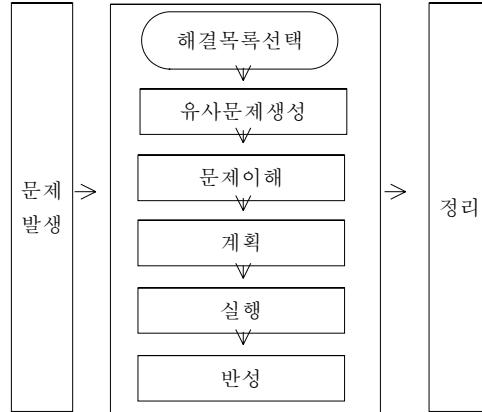 문제
발생
해결목록선택
유사문제생성
문제이해
계획
실행
반성
정리